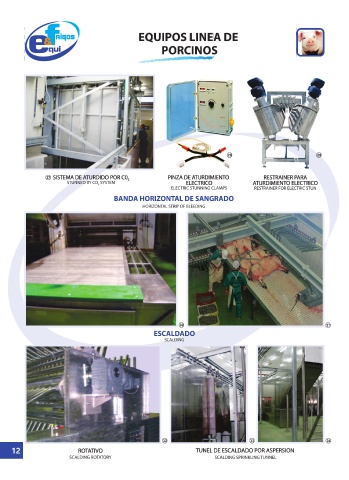 e&f
FRIGOS
equi
EQUIPOS LINEA DE
PORCINOS
03 SISTEMA DE ATURDIDO POR CO₂
STUNNED BY CO₂ SYSTEM
PINZA DE ATURDIMIENTO
ELECTRICO
ELECTRIC STUNNING CLAMPS
RESTRAINER PARA
ATURDIMIENTO ELECTRICO
RESTRAINER FOR ELECTRIC STUN
BANDA HORIZONTAL DE SANGRADO
HORIZONTAL STRIP OF BLEEDING
ESCALDADO
SCALDING
ROTATIVO
SCALDING ROTATORY
TUNEL DE ESCALDADO POR ASPERSION
SCALDING SPRINKLING TUNNEL
12